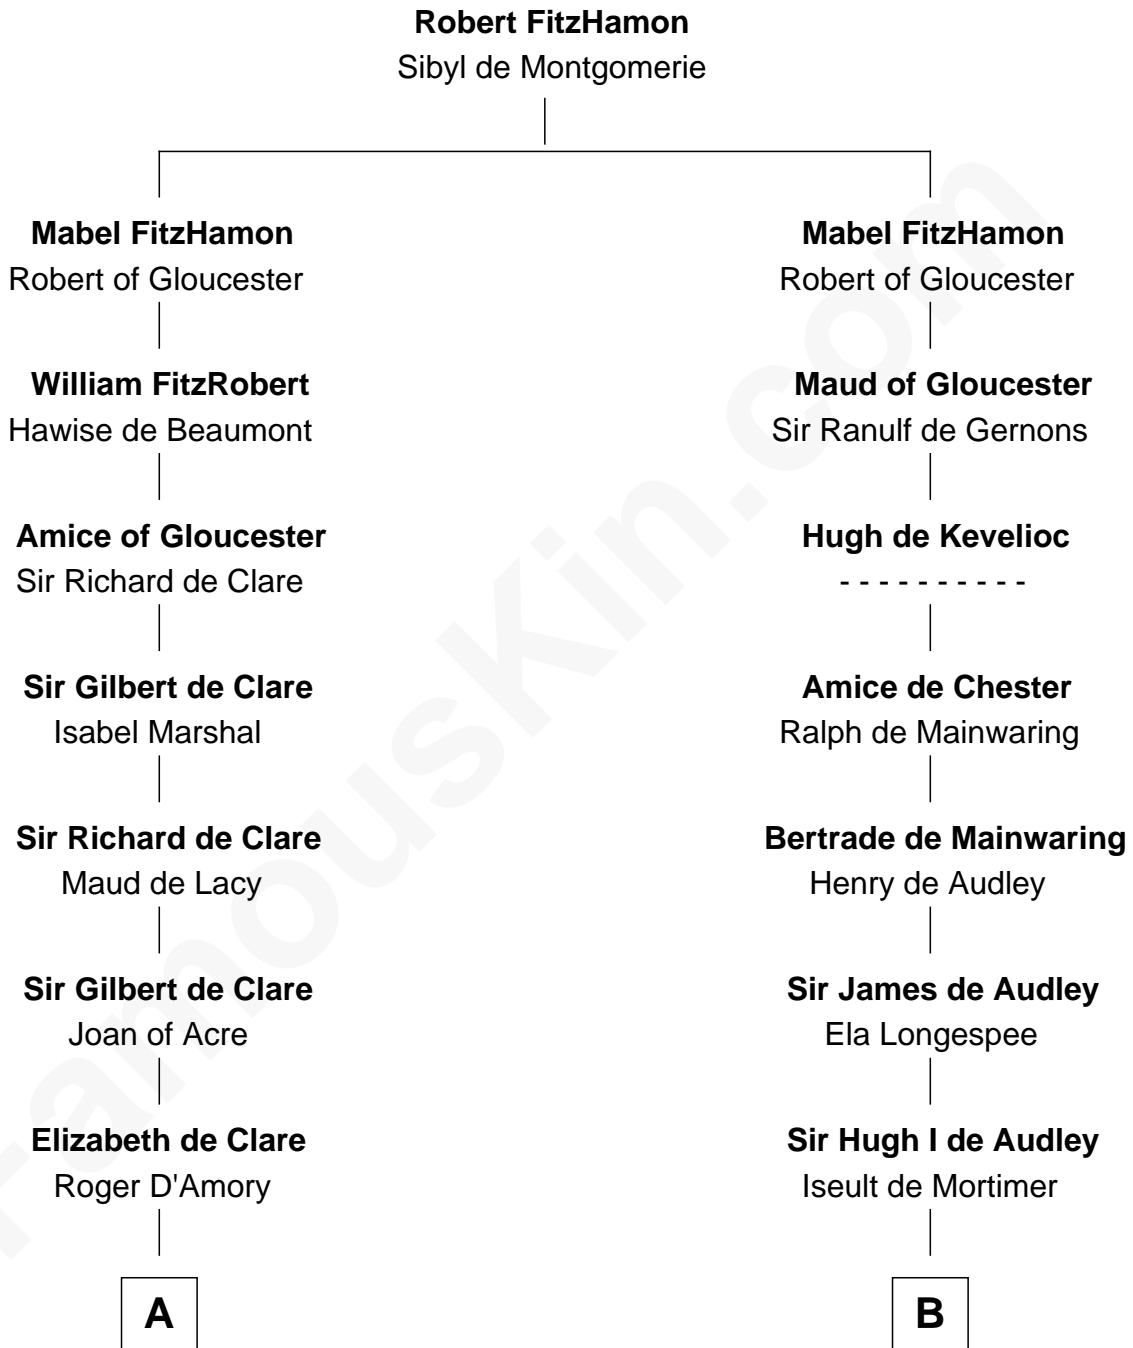 Robert FitzHamon
Sibyl de Montgomerie
Mabel FitzHamon
Robert of Gloucester
William FitzRobert
Hawise de Beaumont
Amice of Gloucester
Sir Richard de Clare
Sir Gilbert de Clare
Isabel Marshal
Sir Richard de Clare
Maud de Lacy
Sir Gilbert de Clare
Joan of Acre
Elizabeth de Clare
Roger D'Amory
A
Mabel FitzHamon
Robert of Gloucester
Maud of Gloucester
Sir Ranulf de Gernons
Hugh de Kevelioc
- - - - - - - - - -
Amice de Chester
Ralph de Mainwaring
Bertrade de Mainwaring
Henry de Audley
Sir James de Audley
Ela Longespee
Sir Hugh I de Audley
Iseult de Mortimer
B
FamousKin.com